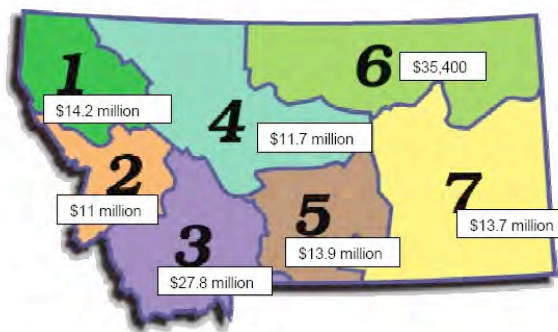 1
$14.2 million
2
$11 million
3
$27.8 million
4
$11.7 million
5
$13.9 million
6
$35,400
7
$13.7 million